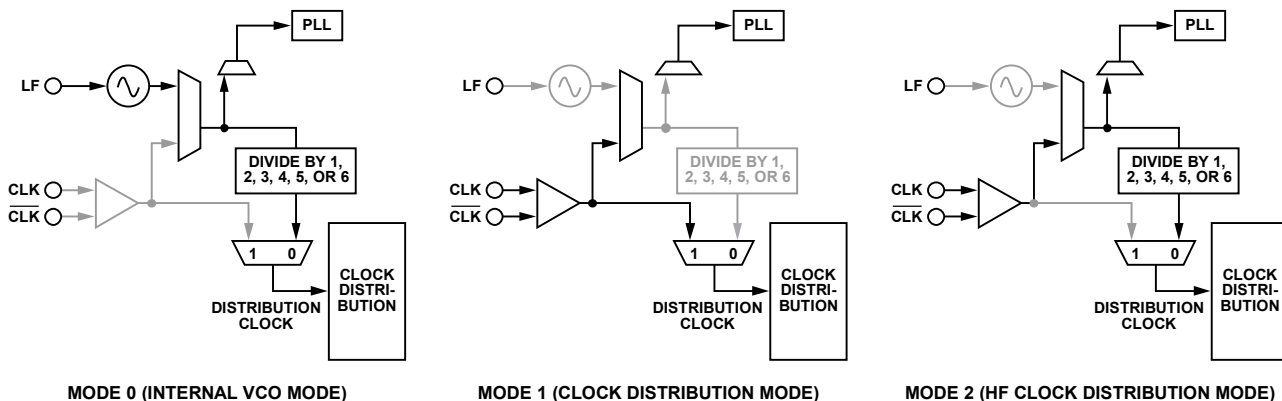 PLL
LF
DIVIDE BY 1,
2, 3, 4, 5, OR 6
CLK
CLK
1 0
CLOCK
DISTRI-
BUTION
DISTRIBUTION
CLOCK
MODE 0 (INTERNAL VCO MODE)
PLL
LF
DIVIDE BY 1,
2, 3, 4, 5, OR 6
CLK
CLK
1 0
CLOCK
DISTRI-
BUTION
DISTRIBUTION
CLOCK
MODE 1 (CLOCK DISTRIBUTION MODE)
PLL
LF
DIVIDE BY 1,
2, 3, 4, 5, OR 6
CLK
CLK
1 0
CLOCK
DISTRI-
BUTION
DISTRIBUTION
CLOCK
MODE 2 (HF CLOCK DISTRIBUTION MODE)